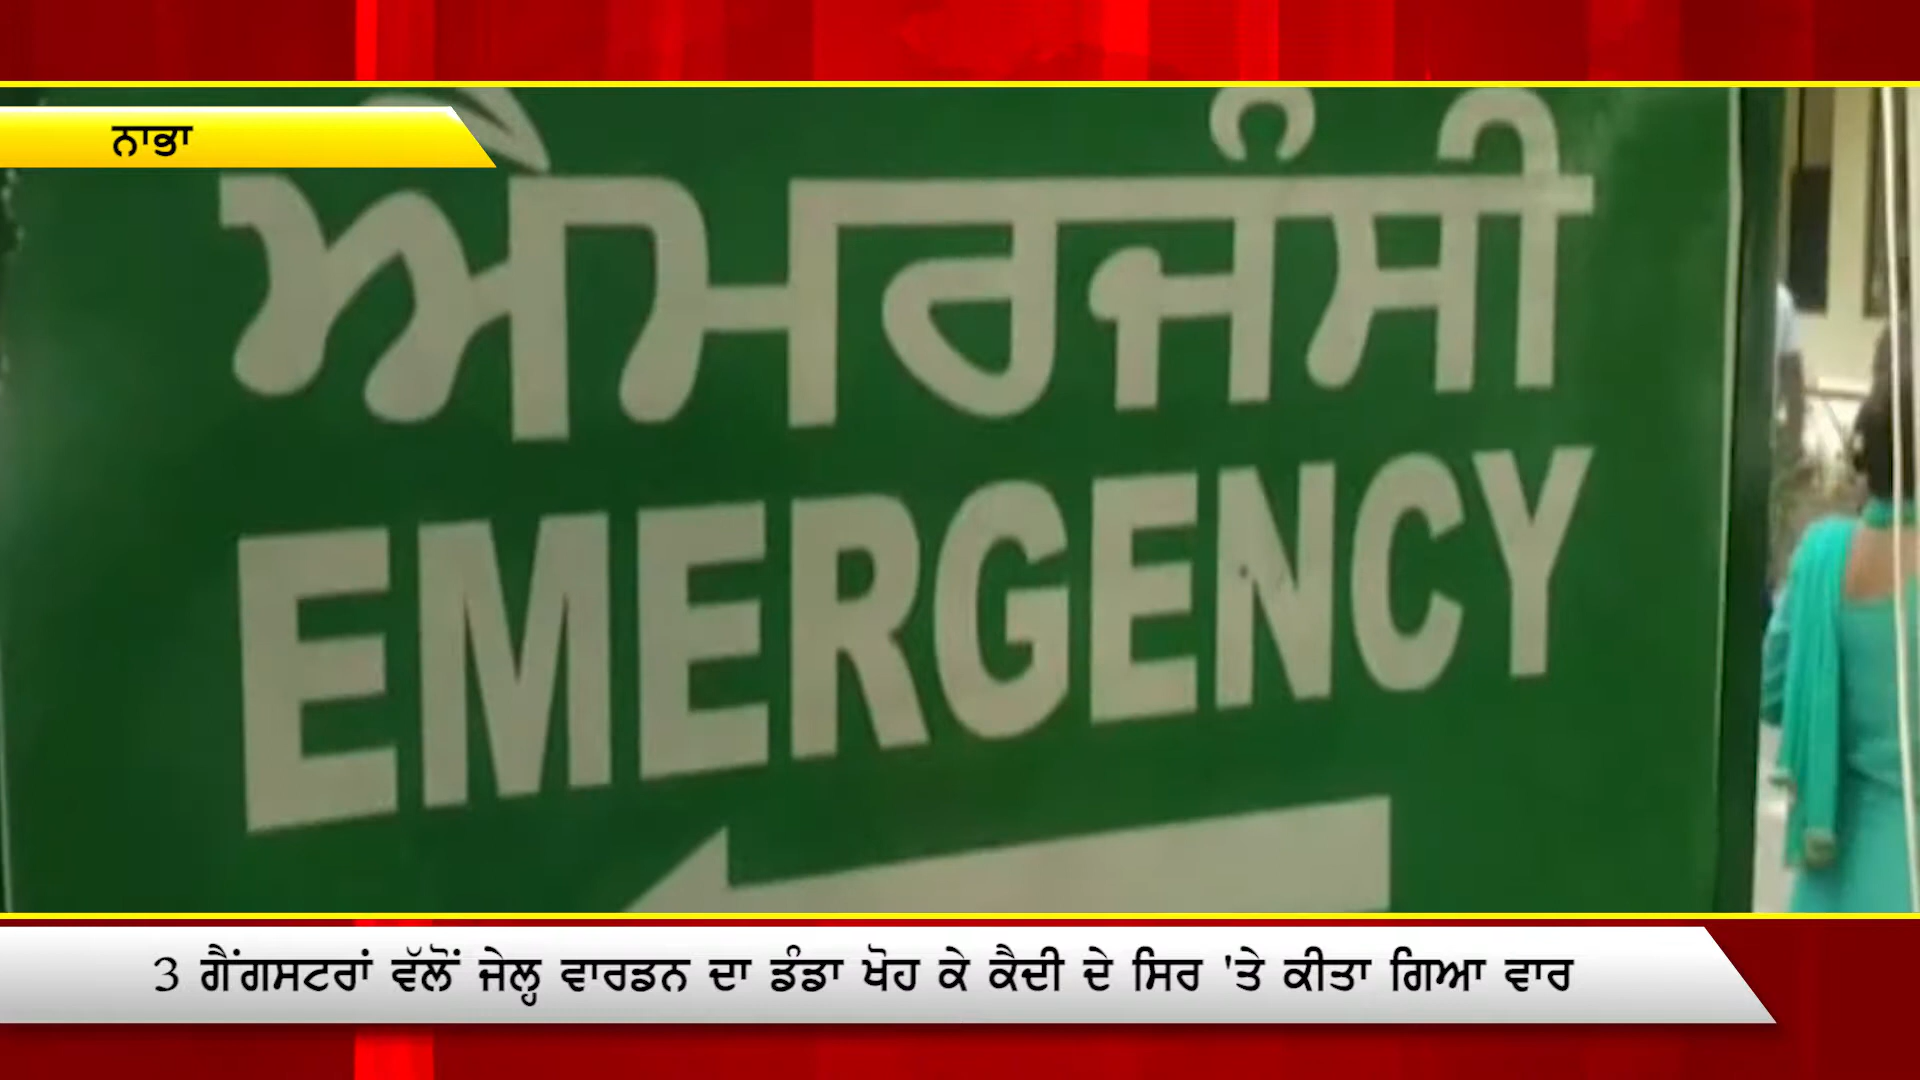 ਨਾਭਾ
ਐਮਰਜੰਸੀ
EMERGENCY
3 ਗੈਂਗਸਟਰਾਂ ਵੱਲੋਂ ਜੇਲ੍ਹ ਵਾਰਡਨ ਦਾ ਡੰਡਾ ਖੋਹ ਕੇ ਕੈਦੀ ਦੇ ਸਿਰ 'ਤੇ ਕੀਤਾ ਗਿਆ ਵਾਰ